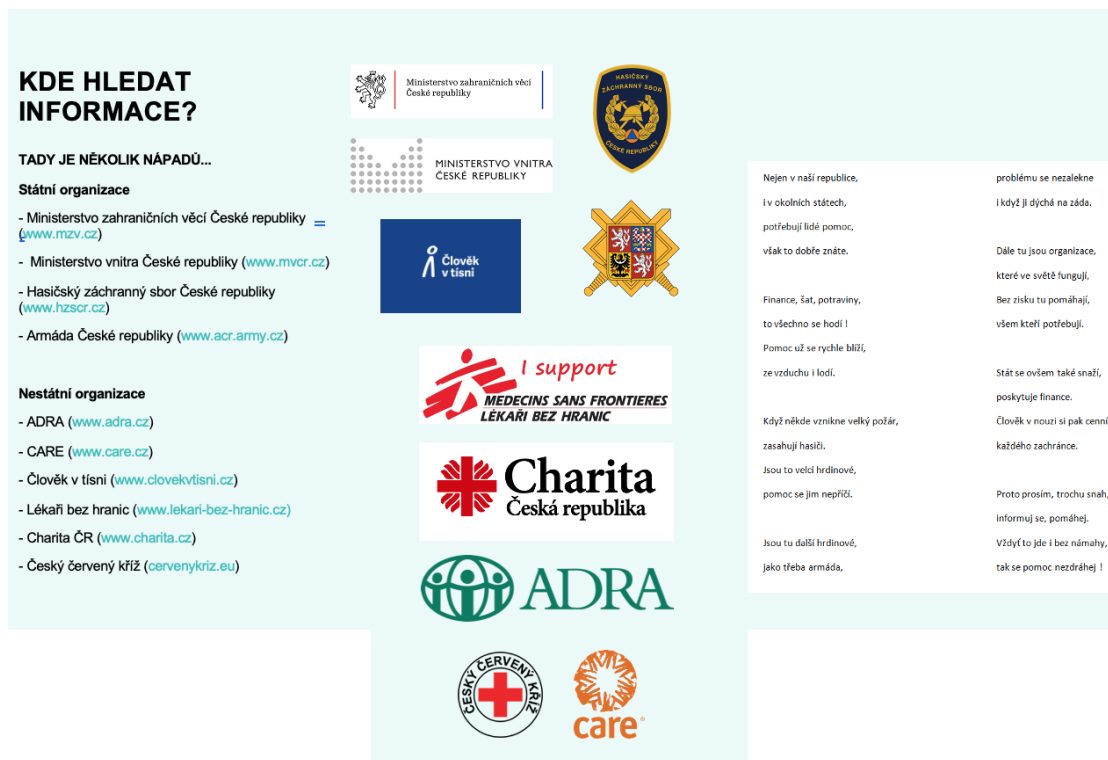 KDE HLEDAT
INFORMACE?
TADY JE NĚKOLIK NÁPADŮ...
Státní organizace
- Ministerstvo zahraničních věcí České republiky
(www.mzv.cz)
- Ministerstvo vnitra České republiky (www.mvcr.cz)
- Hasičský záchranný sbor České republiky
(www.hzscr.cz)
- Armáda České republiky (www.acr.army.cz)
Nestátní organizace
- ADRA (www.adra.cz)
- CARE (www.care.cz)
- Člověk v tísni (www.clovekvtisni.cz)
- Lékaři bez hranic (www.lekari-bez-hranic.cz)
- Charita ČR (www.charita.cz)
- Český červený kříž (cervenykriz.eu)
Ministerstvo zahraničních věcí
České republiky
HASIČSKÝ
ZÁCHRANNÝ SBOR
ČESKÉ REPUBLIKY
MINISTERSTVO VNITRA
ČESKÉ REPUBLIKY
Člověk
v tísni
I support
MEDECINS SANS FRONTIERES
LÉKAŘI BEZ HRANIC
Charita
Česká republika
ADRA
ČESKÝ ČERVENÝ KŘÍŽ
care®
Nejen v naší republice,
i v okolních státech,
potřebují lidé pomoc,
však to dobře znáte.
Finance, šat, potraviny,
to všechno se hodí !
Pomoc už se rychle blíží,
ze vzduchu i lodí.
Když někde vznikne velký požár,
zasahují hasiči.
Jsou to velcí hrdinové,
pomoc se jim nepříčí.
Jsou tu další hrdinové,
jako třeba armáda,
problému se nezalekne
i když ji dýchá na záda.
Dále tu jsou organizace,
které ve světě fungují,
Bez zisku tu pomáhají,
všem kteří potřebují.
Stát se ovšem také snaží,
poskytuje finance.
Člověk v nouzi si pak cenní
každého zachránce.
Proto prosím, trochu snah,
informuj se, pomáhej.
Vždyť to jde i bez námahy,
tak se pomoc nezdráhej !